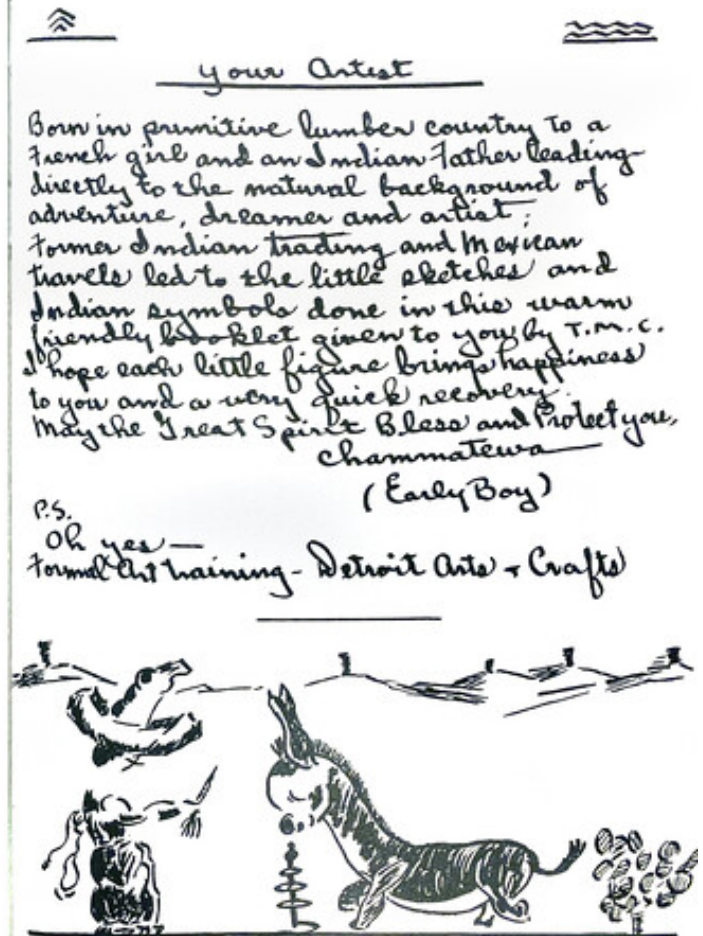 your Artist
Born in primitive lumber country to a
French girl and an Indian Father leading
directly to the natural background of
adventure, dreamer and artist;
Former Indian trading and Mexican
travels led to the little sketches and
Indian symbols done in this warm
friendly booklet given to you by T.M.C.
I hope each little figure brings happiness
to you and a very quick recovery.
May the Great Spirit Bless and Protect you,
Chammatewa
(Early Boy)
P.S.
Oh yes —
Formal Art training - Detroit Arts + Crafts